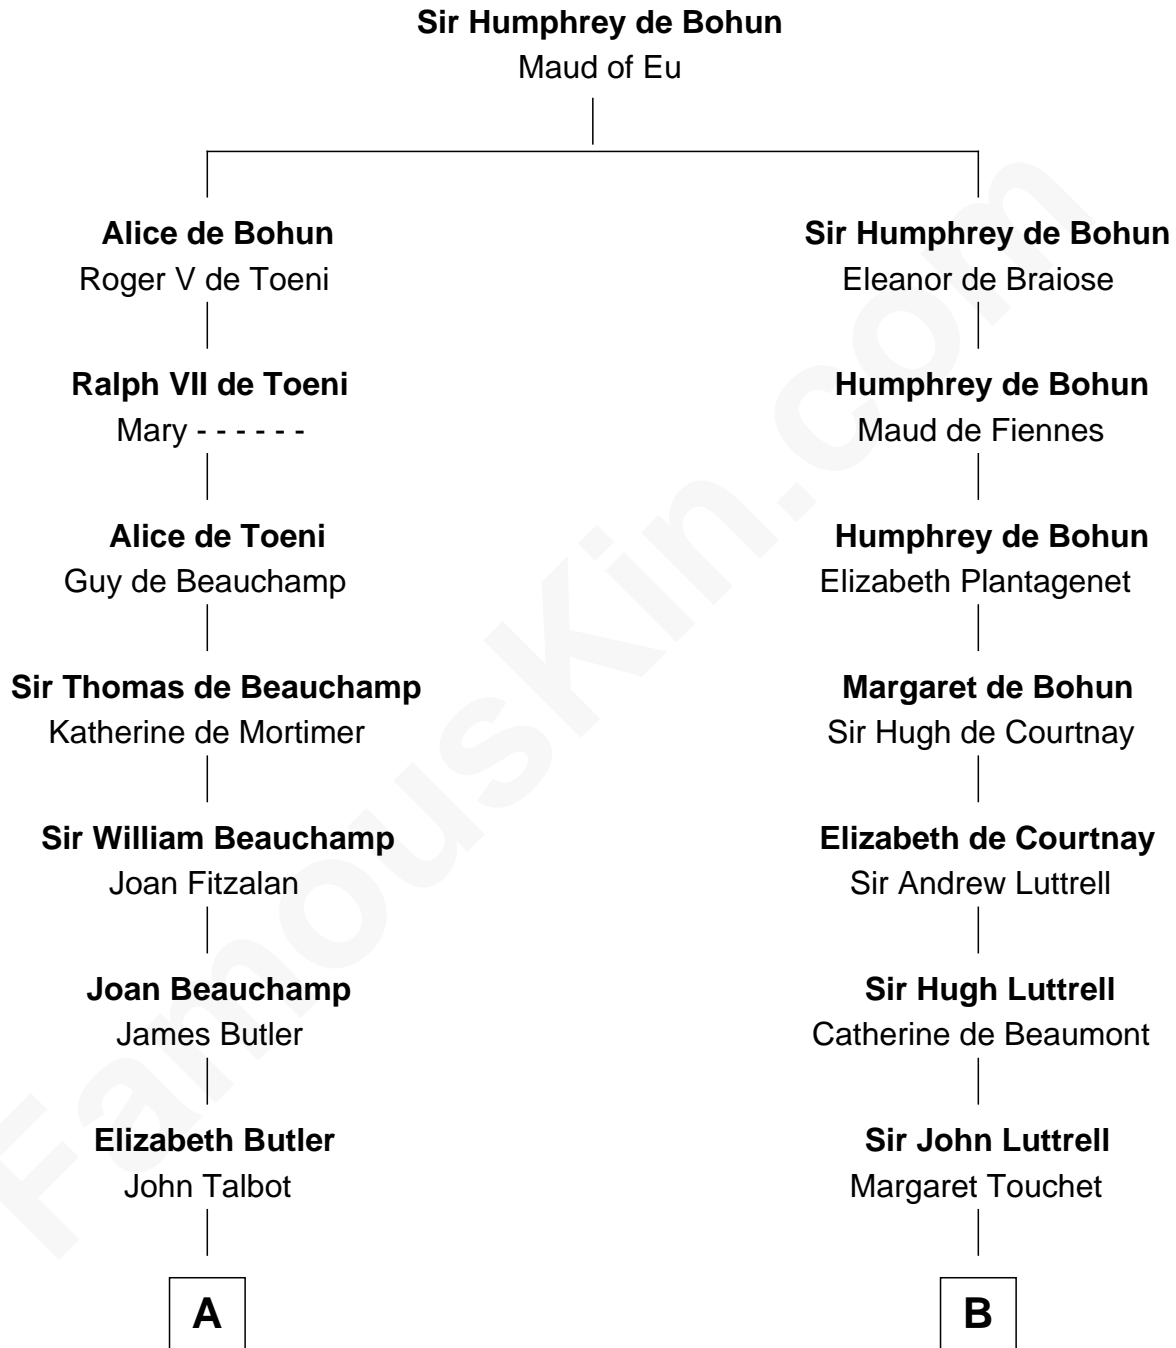 Sir Humphrey de Bohun
Maud of Eu
Alice de Bohun
Roger V de Toeni
Ralph VII de Toeni
Mary - - - - - -
Alice de Toeni
Guy de Beauchamp
Sir Thomas de Beauchamp
Katherine de Mortimer
Sir William Beauchamp
Joan Fitzalan
Joan Beauchamp
James Butler
Elizabeth Butler
John Talbot
A
Sir Humphrey de Bohun
Eleanor de Braiose
Humphrey de Bohun
Maud de Fiennes
Humphrey de Bohun
Elizabeth Plantagenet
Margaret de Bohun
Sir Hugh de Courtnay
Elizabeth de Courtnay
Sir Andrew Luttrell
Sir Hugh Luttrell
Catherine de Beaumont
Sir John Luttrell
Margaret Touchet
B
FamousKin.com